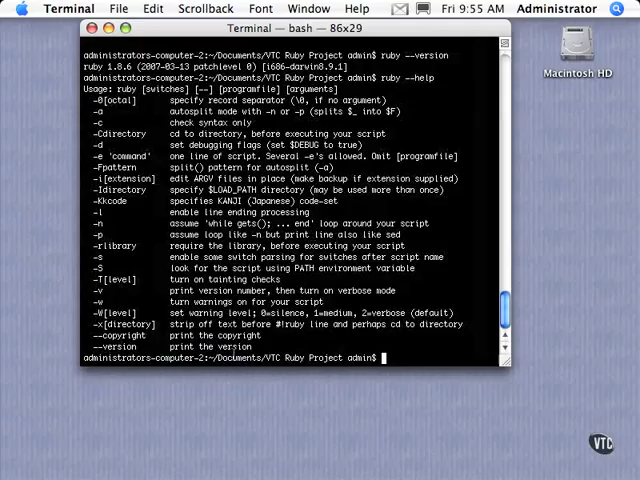 Terminal Shell Edit View Font Window Help Fri 9:55 AM Administrator
Terminal — bash — 86x29
Macintosh HD
administrators-computer-2:~/Documents/VTC Ruby Project admin$ ruby --version
ruby 1.8.6 (2007-03-13 patchlevel 0) [i686-darwin8.9.1]
administrators-computer-2:~/Documents/VTC Ruby Project admin$ ruby --help
Usage: ruby [switches] [--] [programfile] [arguments]
-0[octal] specify record separator (\0, if no argument)
-a autosplit mode with -n or -p (splits $_ into $F)
-c check syntax only
-Cdirectory cd to directory, before executing your script
-d set debugging flags (set $DEBUG to true)
-e 'command' one line of script. Several -e's allowed. Omit [programfile]
-Fpattern split() pattern for autosplit (-a)
-i[extension] edit ARGV files in place (make backup if extension supplied)
-Idirectory specify $LOAD_PATH directory (may be used more than once)
-Kkcode specifies KANJI (Japanese) code-set
-l enable line ending processing
-n assume 'while gets(); ... end' loop around your script
-p assume loop like -n but print line also like sed
-rlibrary require the library, before executing your script
-s enable some switch parsing for switches after script name
-S look for the script using PATH environment variable
-T[level] turn on tainting checks
-v print version number, then turn on verbose mode
-w turn warnings on for your script
-W[level] set warning level; 0=silence, 1=medium, 2=verbose (default)
-x[directory] strip off text before #!ruby line and perhaps cd to directory
--copyright print the copyright
--version print the version
administrators-computer-2:~/Documents/VTC Ruby Project admin$
VTC